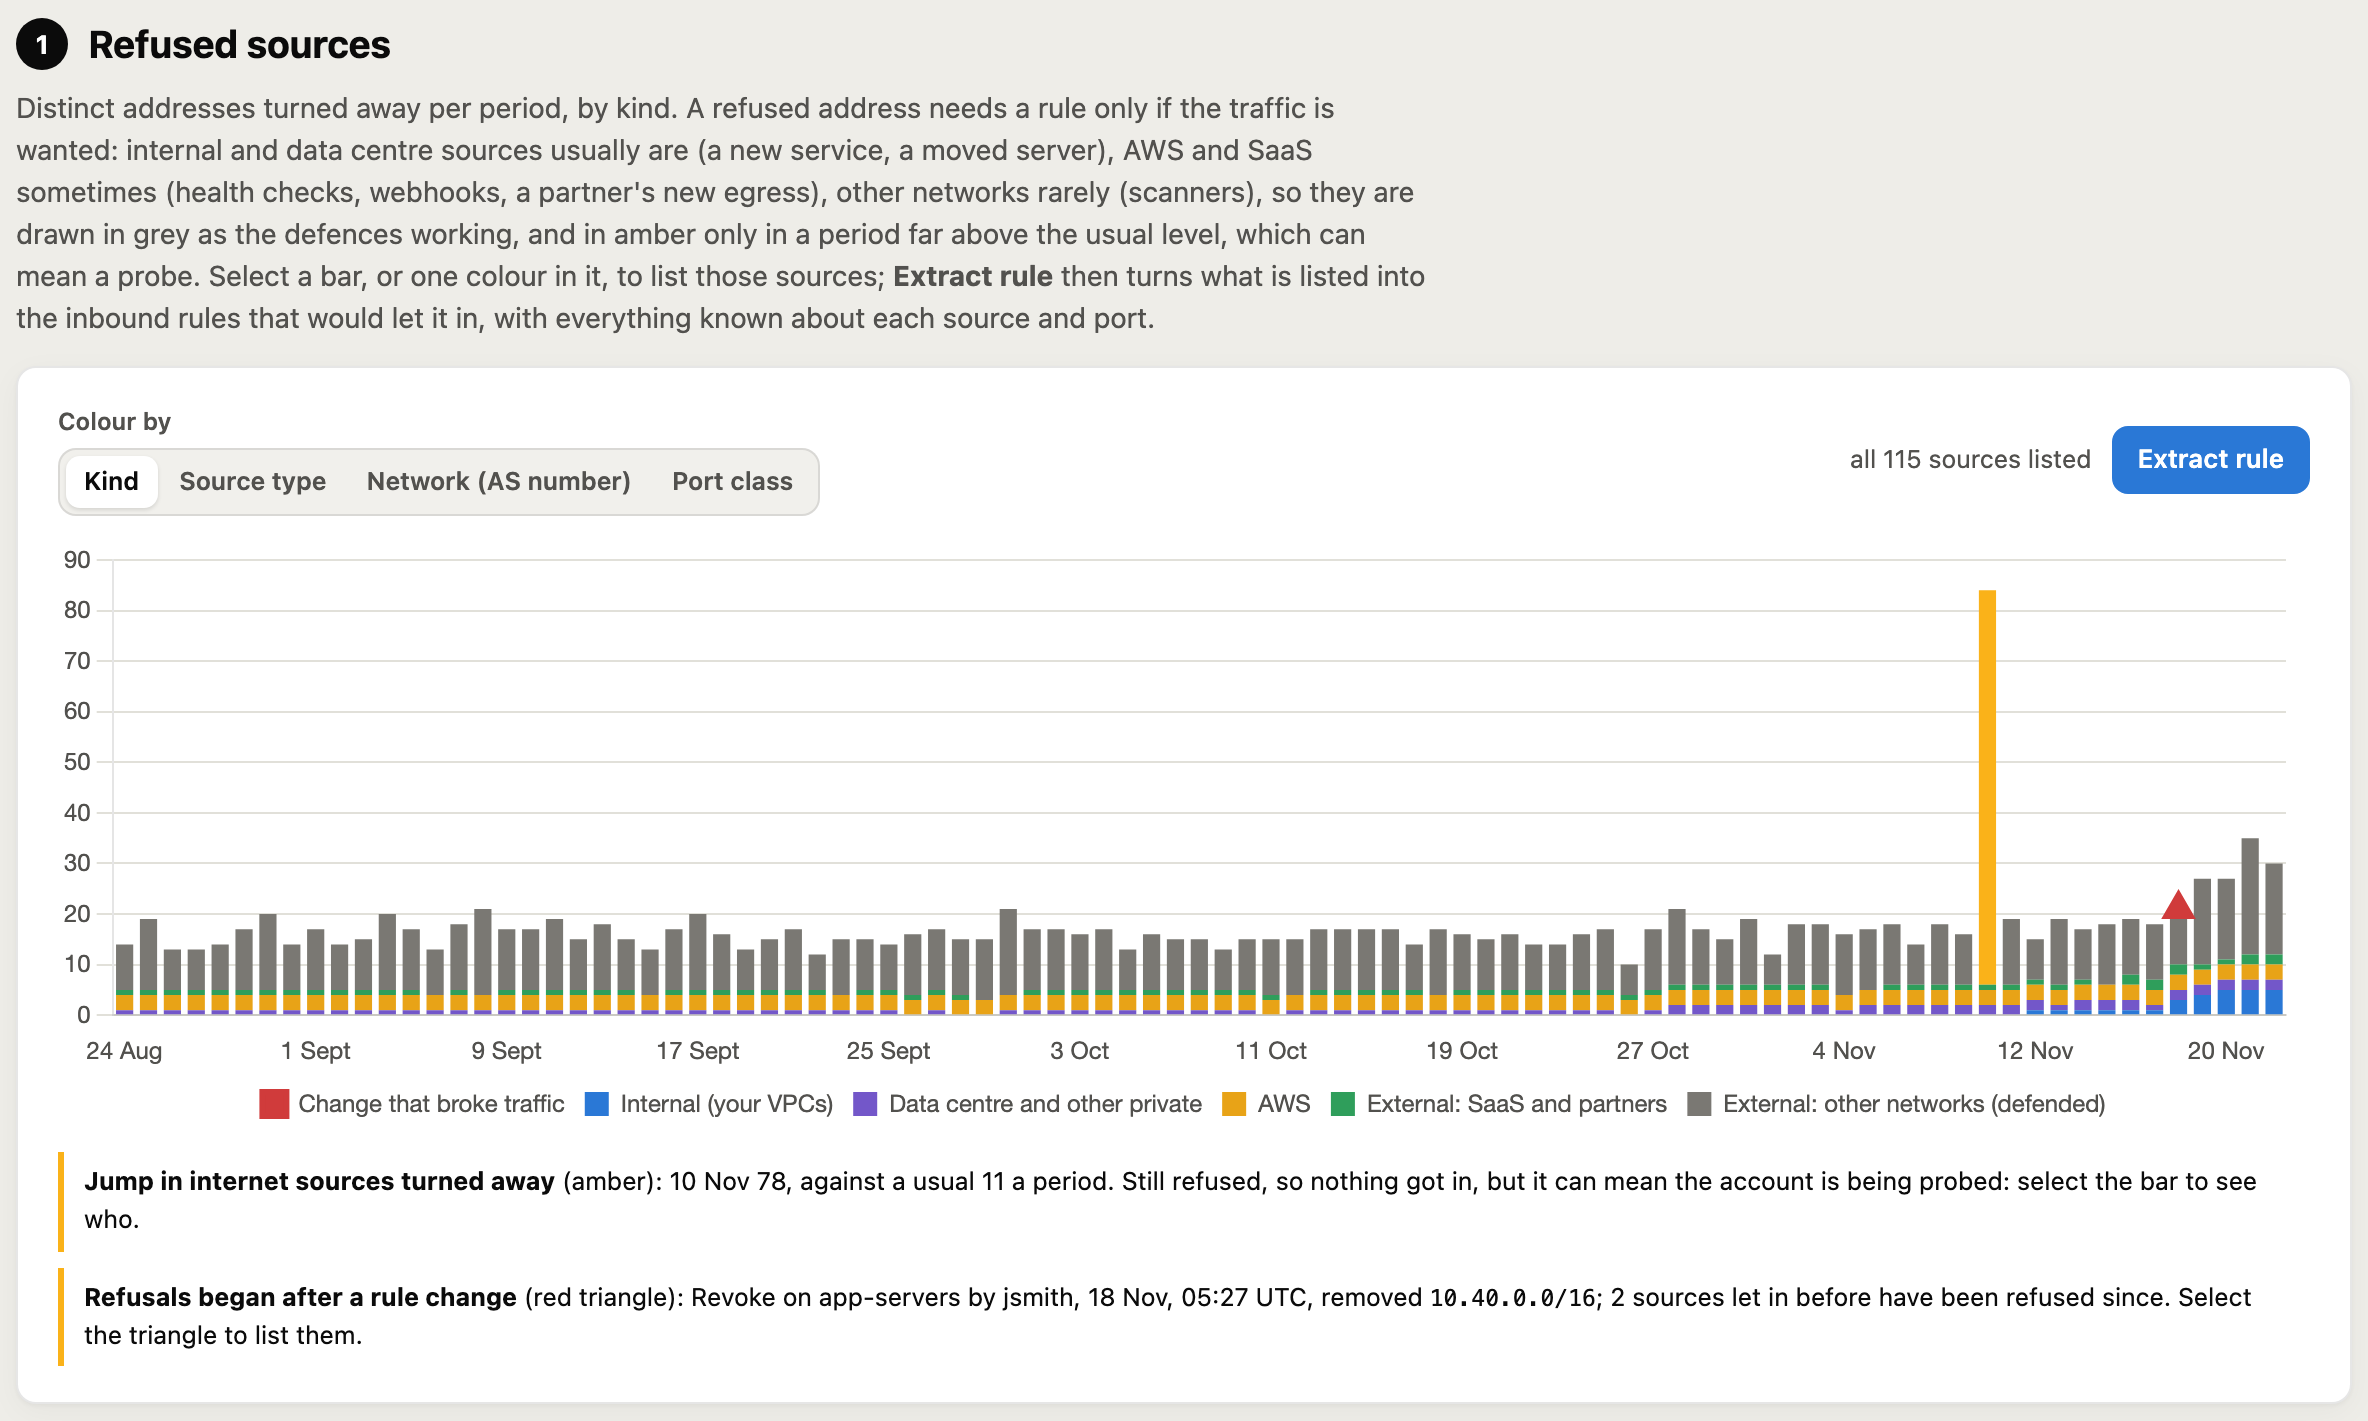 1 Refused sources
Distinct addresses turned away per period, by kind. A refused address needs a rule only if the traffic is
wanted: internal and data centre sources usually are (a new service, a moved server), AWS and SaaS
sometimes (health checks, webhooks, a partner's new egress), other networks rarely (scanners), so they are
drawn in grey as the defences working, and in amber only in a period far above the usual level, which can
mean a probe. Select a bar, or one colour in it, to list those sources; Extract rule then turns what is listed into
the inbound rules that would let it in, with everything known about each source and port.
Colour by
Kind Source type Network (AS number) Port class
all 115 sources listed Extract rule
90
80
70
60
50
40
30
20
10
0
24 Aug 1 Sept 9 Sept 17 Sept 25 Sept 3 Oct 11 Oct 19 Oct 27 Oct 4 Nov 12 Nov 20 Nov
Change that broke traffic Internal (your VPCs) Data centre and other private AWS External: SaaS and partners External: other networks (defended)
Jump in internet sources turned away (amber): 10 Nov 78, against a usual 11 a period. Still refused, so nothing got in, but it can mean the account is being probed: select the bar to see
who.
Refusals began after a rule change (red triangle): Revoke on app-servers by jsmith, 18 Nov, 05:27 UTC, removed 10.40.0.0/16; 2 sources let in before have been refused since. Select
the triangle to list them.